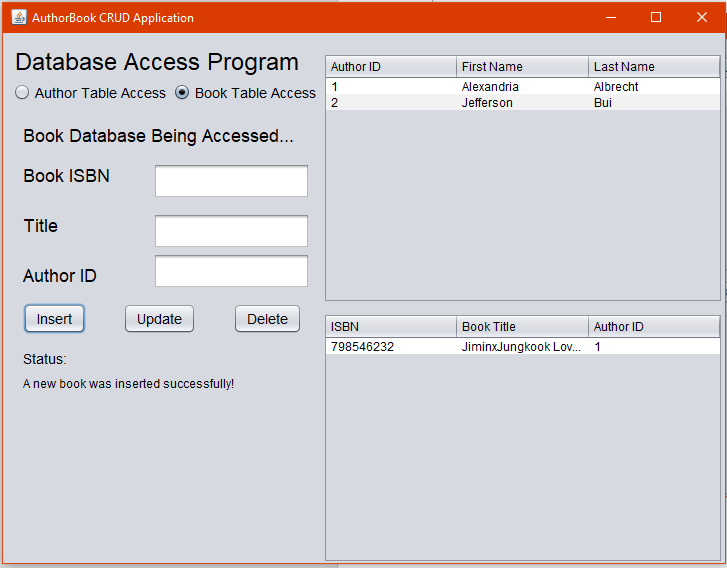 AuthorBook CRUD Application
Database Access Program
Author Table Access Book Table Access
Book Database Being Accessed...
Book ISBN
Title
Author ID
Insert Update Delete
Status:
A new book was inserted successfully!
Author ID First Name Last Name
1 Alexandria Albrecht
2 Jefferson Bui
ISBN Book Title Author ID
798546232 JiminxJungkook Lov... 1